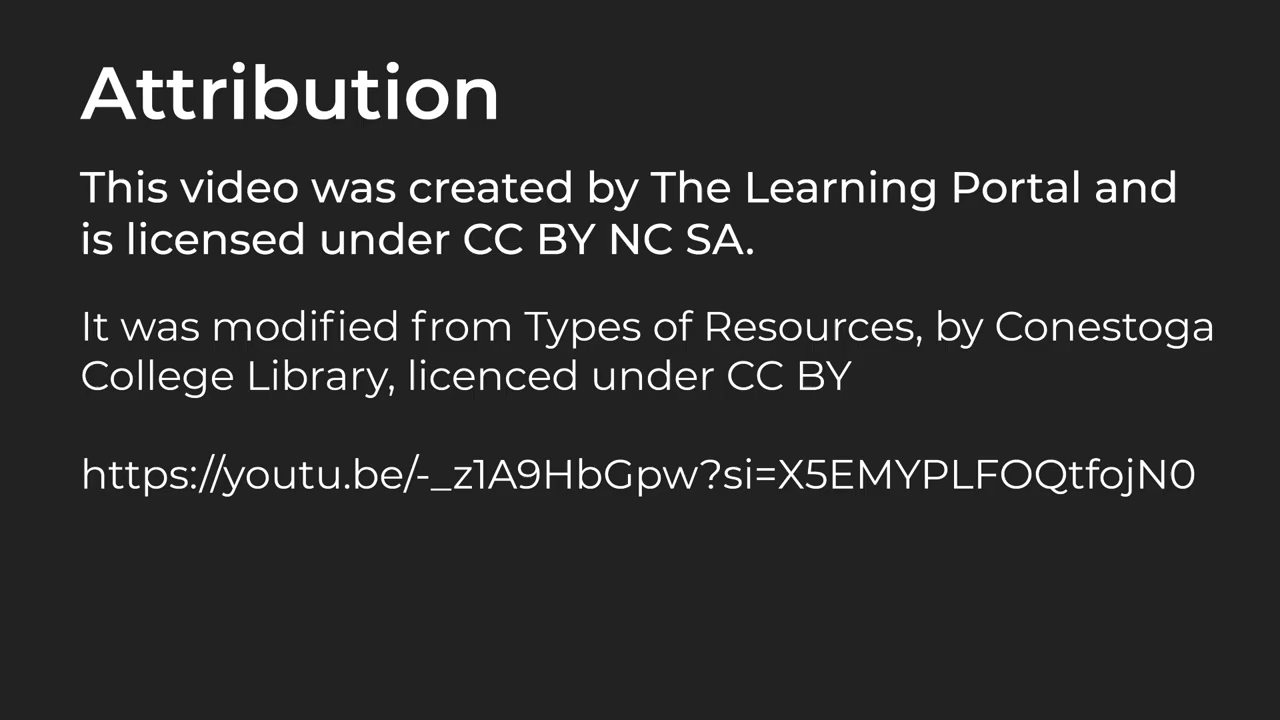 Attribution
This video was created by The Learning Portal and
is licensed under CC BY NC SA.
It was modified from Types of Resources, by Conestoga
College Library, licenced under CC BY
https://youtu.be/-_z1A9HbGpw?si=X5EMYPLFOQtfojN0